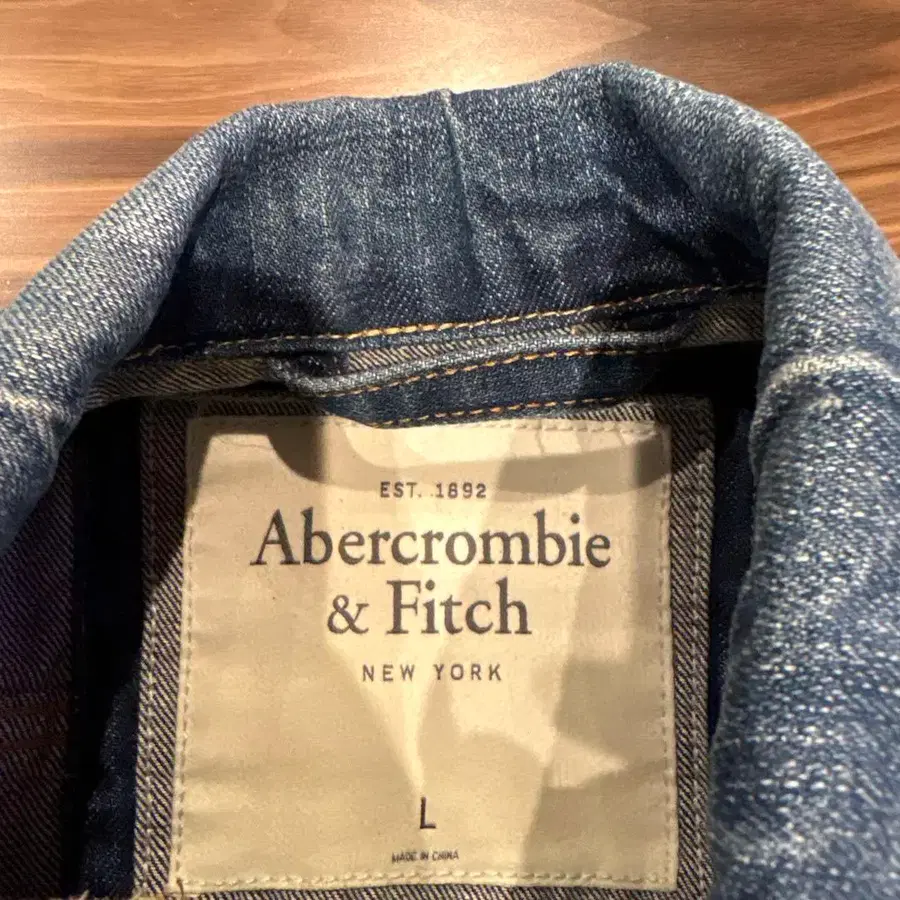 EST. 1892
Abercrombie
& Fitch
NEW YORK
L
MADE IN CHINA